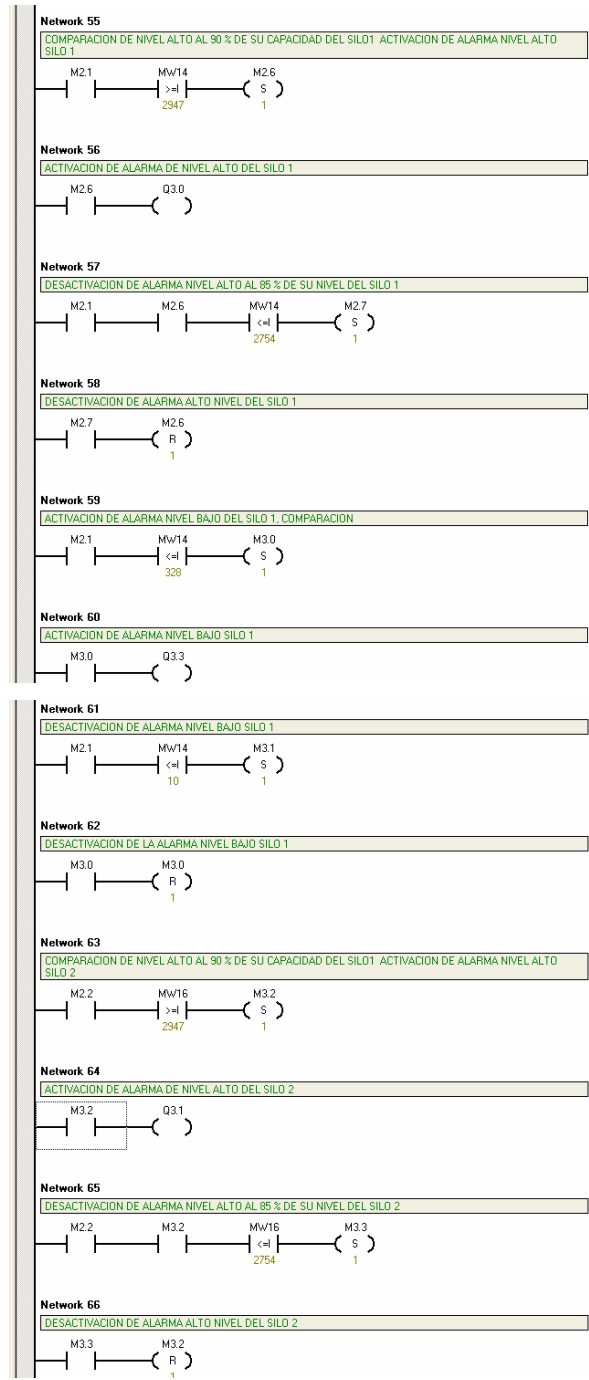 Network 55
COMPARACION DE NIVEL ALTO AL 90 % DE SU CAPACIDAD DEL SILO1 ACTIVACION DE ALARMA NIVEL ALTO
SILO 1
M2.1 MW14 M2.6
>=I S
2947 1
Network 56
ACTIVACION DE ALARMA DE NIVEL ALTO DEL SILO 1
M2.6 Q3.0
Network 57
DESACTIVACION DE ALARMA NIVEL ALTO AL 85 % DE SU NIVEL DEL SILO 1
M2.1 M2.6 MW14 M2.7
<=I S
2754 1
Network 58
DESACTIVACION DE ALARMA ALTO NIVEL DEL SILO 1
M2.7 M2.6
R
1
Network 59
ACTIVACION DE ALARMA NIVEL BAJO DEL SILO 1, COMPARACION
M2.1 MW14 M3.0
<=I S
328 1
Network 60
ACTIVACION DE ALARMA NIVEL BAJO SILO 1
M3.0 Q3.3
Network 61
DESACTIVACION DE ALARMA NIVEL BAJO SILO 1
M2.1 MW14 M3.1
<=I S
10 1
Network 62
DESACTIVACION DE LA ALARMA NIVEL BAJO SILO 1
M3.0 M3.0
R
1
Network 63
COMPARACION DE NIVEL ALTO AL 90 % DE SU CAPACIDAD DEL SILO1 ACTIVACION DE ALARMA NIVEL ALTO
SILO 2
M2.2 MW16 M3.2
>=I S
2947 1
Network 64
ACTIVACION DE ALARMA DE NIVEL ALTO DEL SILO 2
M3.2 Q3.1
Network 65
DESACTIVACION DE ALARMA NIVEL ALTO AL 85 % DE SU NIVEL DEL SILO 2
M2.2 M3.2 MW16 M3.3
<=I S
2754 1
Network 66
DESACTIVACION DE ALARMA ALTO NIVEL DEL SILO 2
M3.3 M3.2
R
1